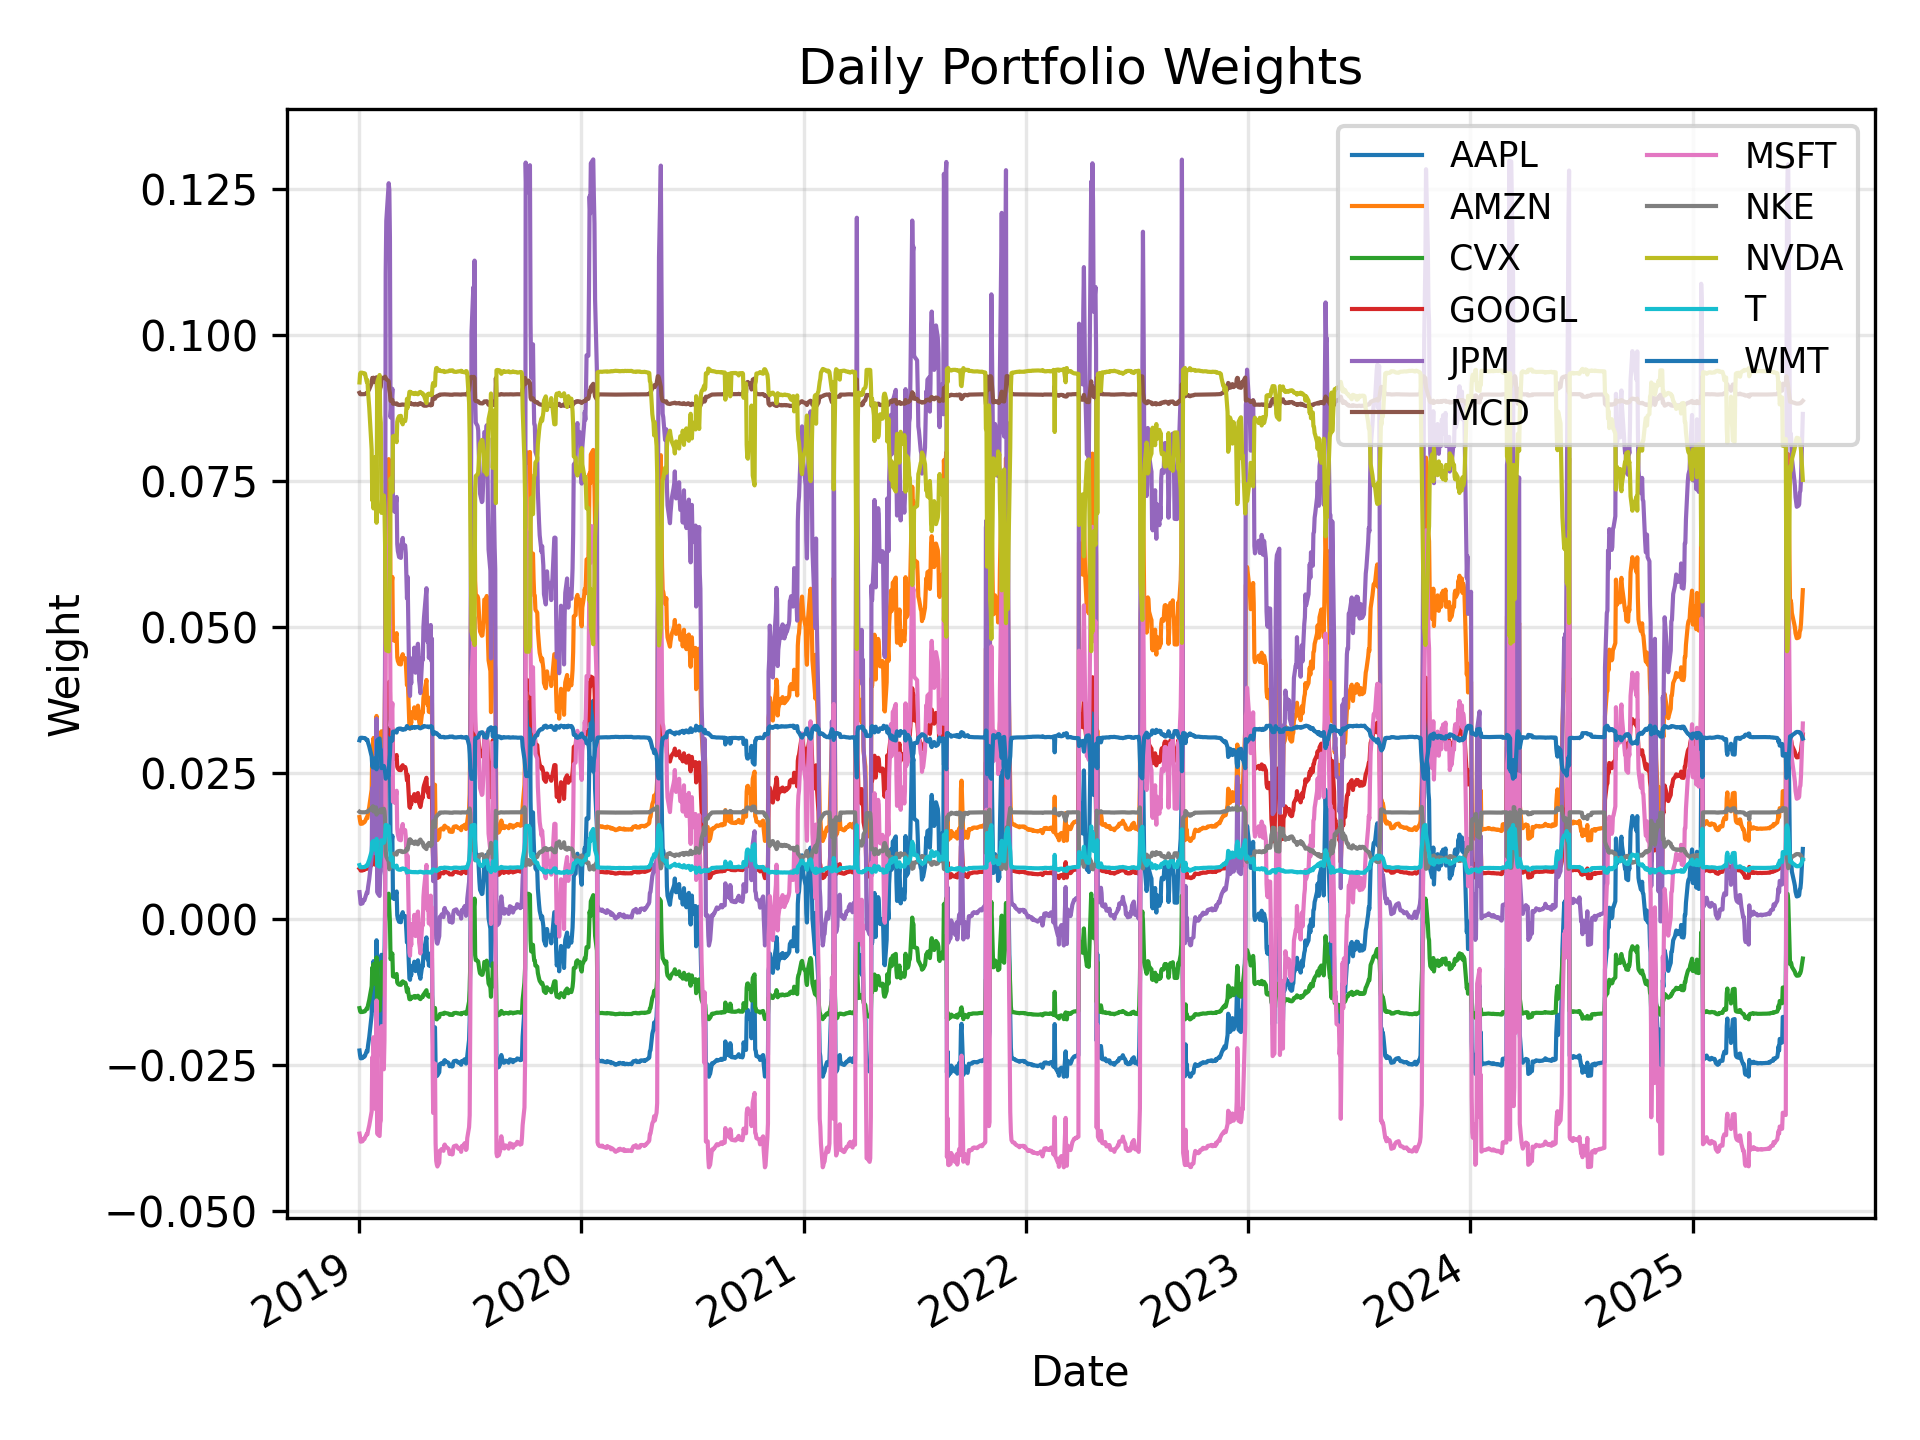 Daily Portfolio Weights
AAPL
AMZN
CVX
GOOGL
JPM
MCD
MSFT
NKE
NVDA
T
WMT
Weight
0.125
0.100
0.075
0.050
0.025
0.000
−0.025
−0.050
2019
2020
2021
2022
2023
2024
2025
Date